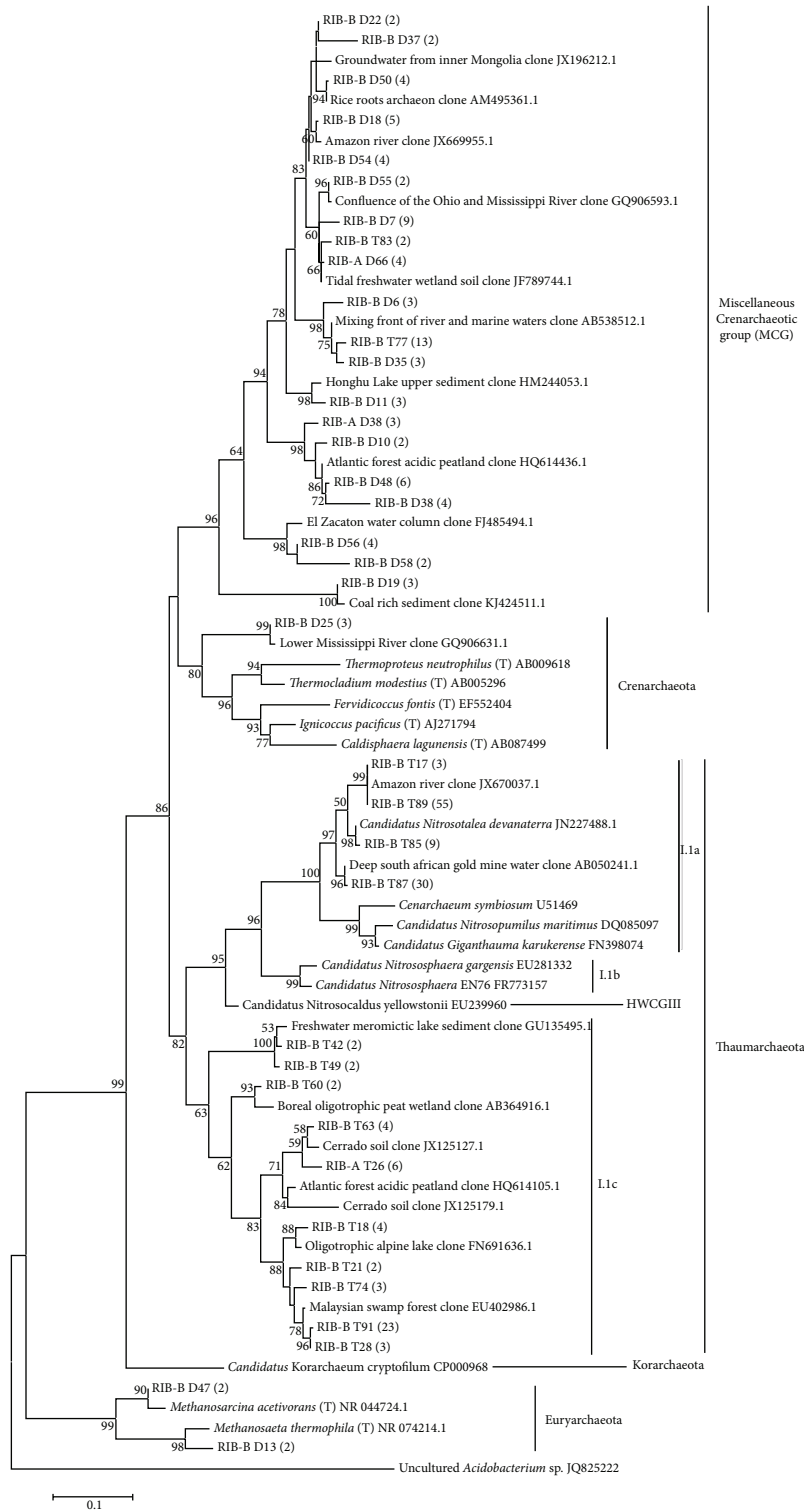 RIB-B D22 (2)
RIB-B D37 (2)
Groundwater from inner Mongolia clone JX196212.1
RIB-B D50 (4)
94
Rice roots archaeon clone AM495361.1
RIB-B D18 (5)
60
Amazon river clone JX669955.1
RIB-B D54 (4)
83
96
RIB-B D55 (2)
Confluence of the Ohio and Mississippi River clone GQ906593.1
RIB-B D7 (9)
60
RIB-B T83 (2)
RIB-A D66 (4)
66
Tidal freshwater wetland soil clone JF789744.1
RIB-B D6 (3)
78
98
Mixing front of river and marine waters clone AB538512.1
75
RIB-B T77 (13)
RIB-B D35 (3)
Miscellaneous
Crenarchaeotic
group (MCG)
94
Honghu Lake upper sediment clone HM244053.1
98
RIB-B D11 (3)
RIB-A D38 (3)
98
RIB-B D10 (2)
64
Atlantic forest acidic peatland clone HQ614436.1
86
RIB-B D48 (6)
72
RIB-B D38 (4)
96
El Zacaton water column clone FJ485494.1
98
RIB-B D56 (4)
RIB-B D58 (2)
RIB-B D19 (3)
100
Coal rich sediment clone KJ424511.1
99
RIB-B D25 (3)
Lower Mississippi River clone GQ906631.1
80
94
Thermoproteus neutrophilus (T) AB009618
Thermocladium modestius (T) AB005296
Crenarchaeota
96
Fervidicoccus fontis (T) EF552404
93
Ignicoccus pacificus (T) AJ271794
77
Caldisphaera lagunensis (T) AB087499
RIB-B T17 (3)
99
Amazon river clone JX670037.1
86
50
RIB-B T89 (55)
97
Candidatus Nitrosotalea devanaterra JN227488.1
98
RIB-B T85 (9)
I.1a
100
Deep south african gold mine water clone AB050241.1
96
RIB-B T87 (30)
Cenarchaeum symbiosum U51469
96
99
Candidatus Nitrosopumilus maritimus DQ085097
93
Candidatus Giganthauma karukerense FN398074
95
Candidatus Nitrososphaera gargensis EU281332
I.1b
99
Candidatus Nitrososphaera EN76 FR773157
Candidatus Nitrosocaldus yellowstonii EU239960
HWCGIII
53
Freshwater meromictic lake sediment clone GU135495.1
82
100
RIB-B T42 (2)
Thaumarchaeota
RIB-B T49 (2)
99
93
RIB-B T60 (2)
63
Boreal oligotrophic peat wetland clone AB364916.1
58
RIB-B T63 (4)
59
Cerrado soil clone JX125127.1
62
71
RIB-A T26 (6)
I.1c
Atlantic forest acidic peatland clone HQ614105.1
84
Cerrado soil clone JX125179.1
83
88
RIB-B T18 (4)
Oligotrophic alpine lake clone FN691636.1
88
RIB-B T21 (2)
RIB-B T74 (3)
Malaysian swamp forest clone EU402986.1
78
RIB-B T91 (23)
96
RIB-B T28 (3)
Candidatus Korarchaeum cryptofilum CP000968
Korarchaeota
90
RIB-B D47 (2)
Methanosarcina acetivorans (T) NR 044724.1
99
Euryarchaeota
Methanosaeta thermophila (T) NR 074214.1
98
RIB-B D13 (2)
Uncultured Acidobacterium sp. JQ825222
0.1